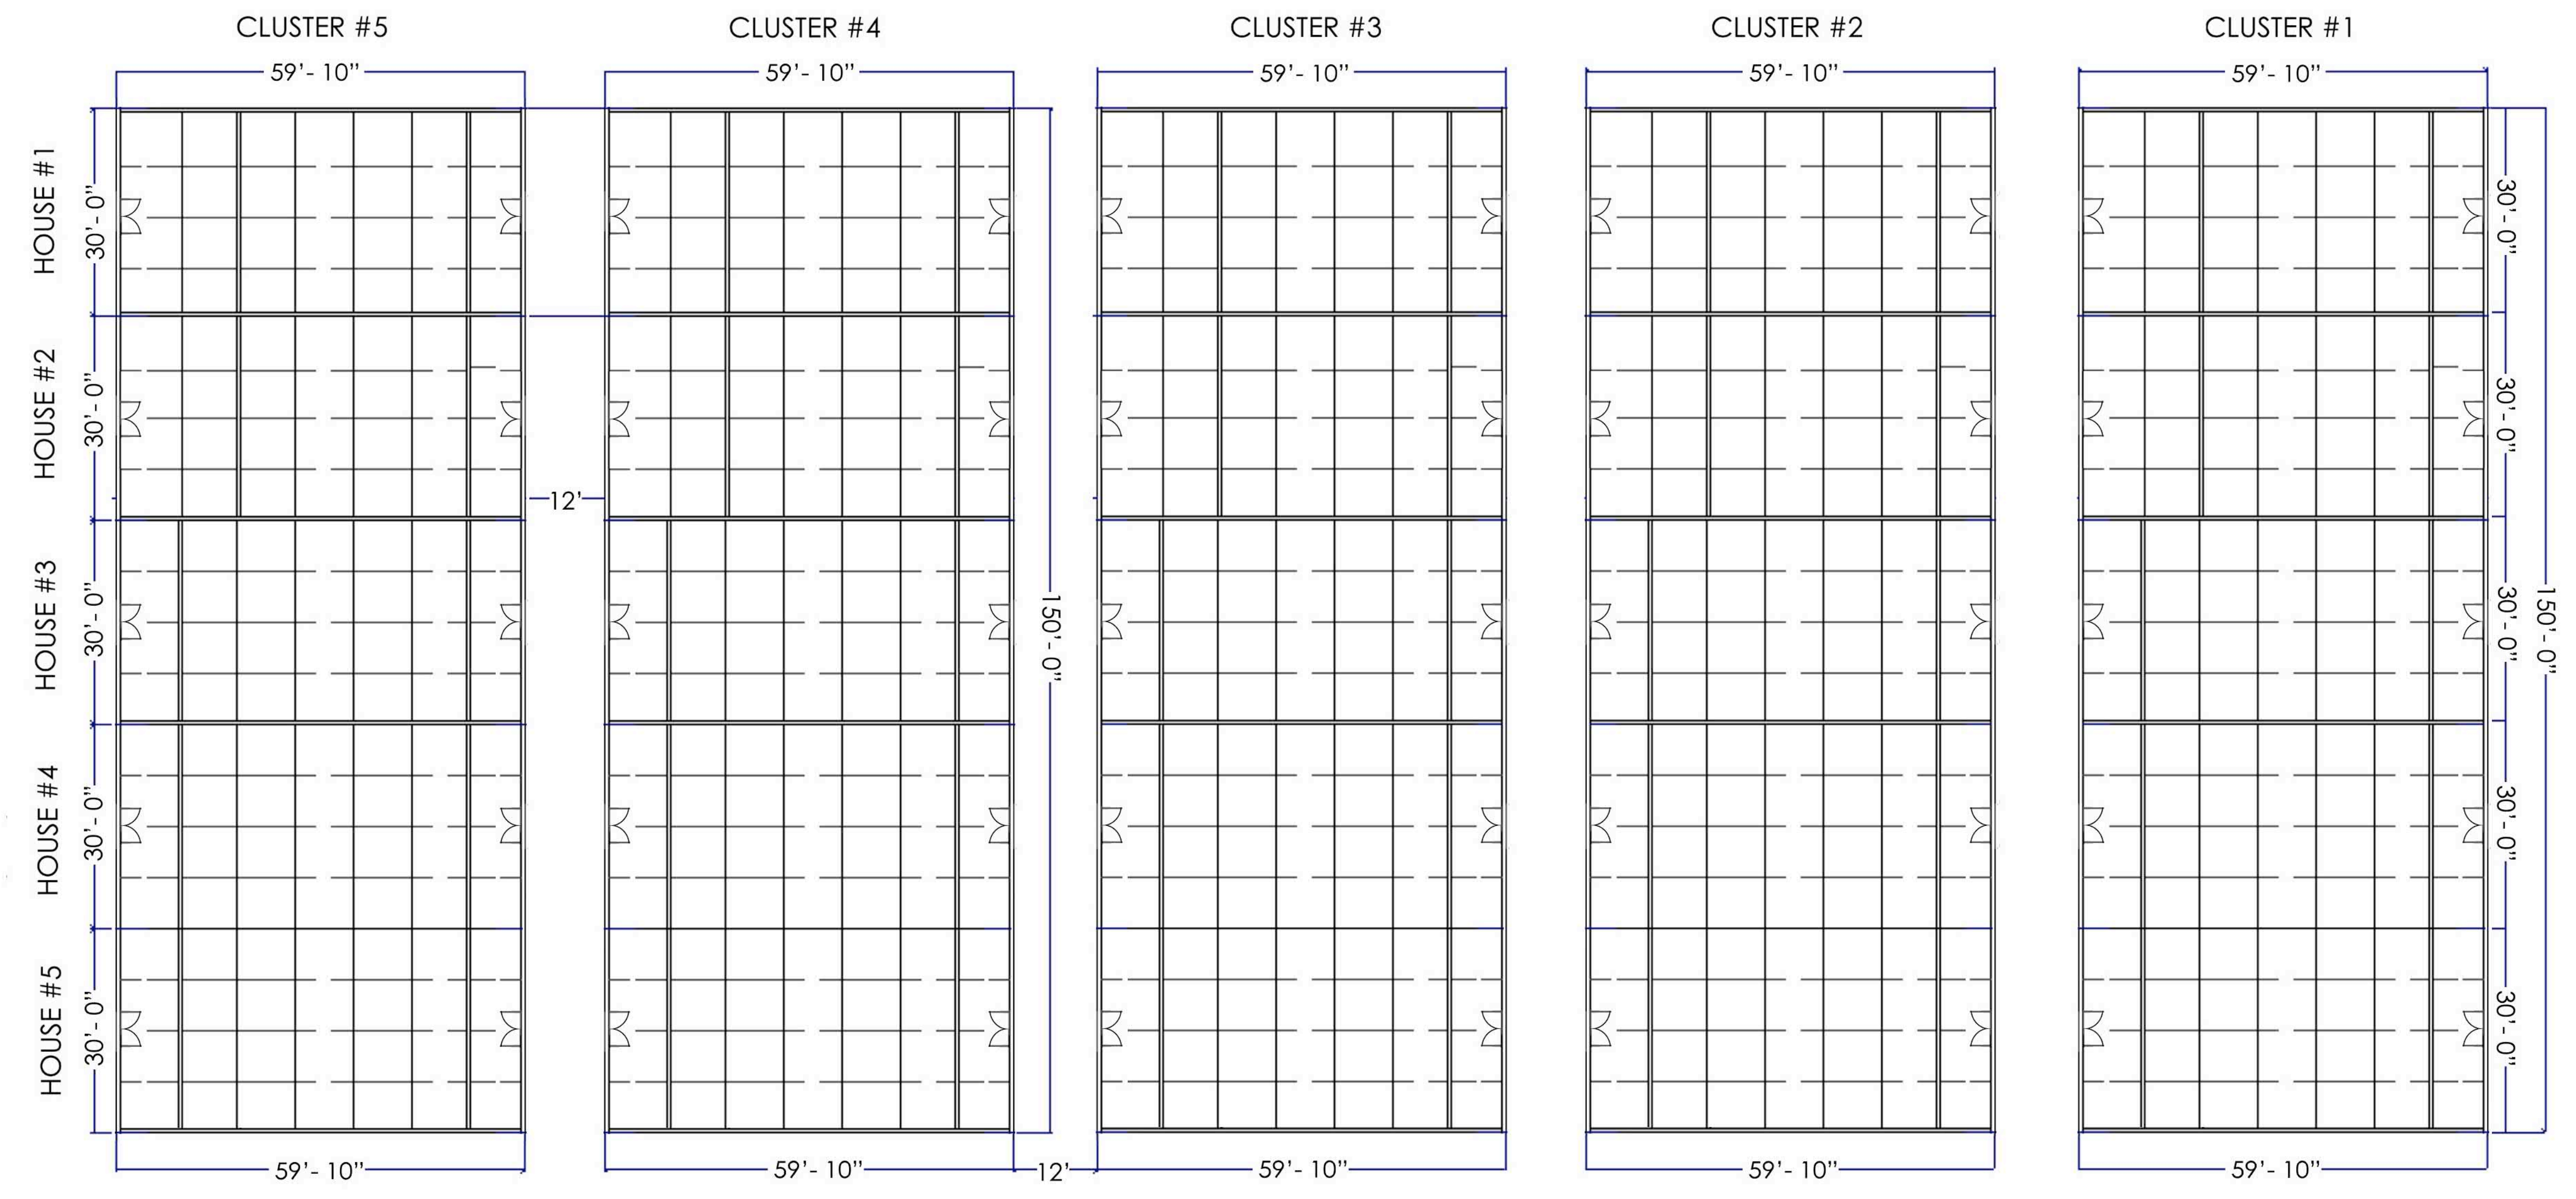 CLUSTER #5
CLUSTER #4
CLUSTER #3
CLUSTER #2
CLUSTER #1
59'- 10"
59'- 10"
59'- 10"
59'- 10"
59'- 10"
HOUSE #1
30'- 0"
30'- 0"
HOUSE #2
30'- 0"
30'- 0"
12'
HOUSE #3
30'- 0"
150'- 0"
30'- 0"
150'- 0"
HOUSE #4
30'- 0"
30'- 0"
HOUSE #5
30'- 0"
30'- 0"
59'- 10"
59'- 10"
12'
59'- 10"
59'- 10"
59'- 10"